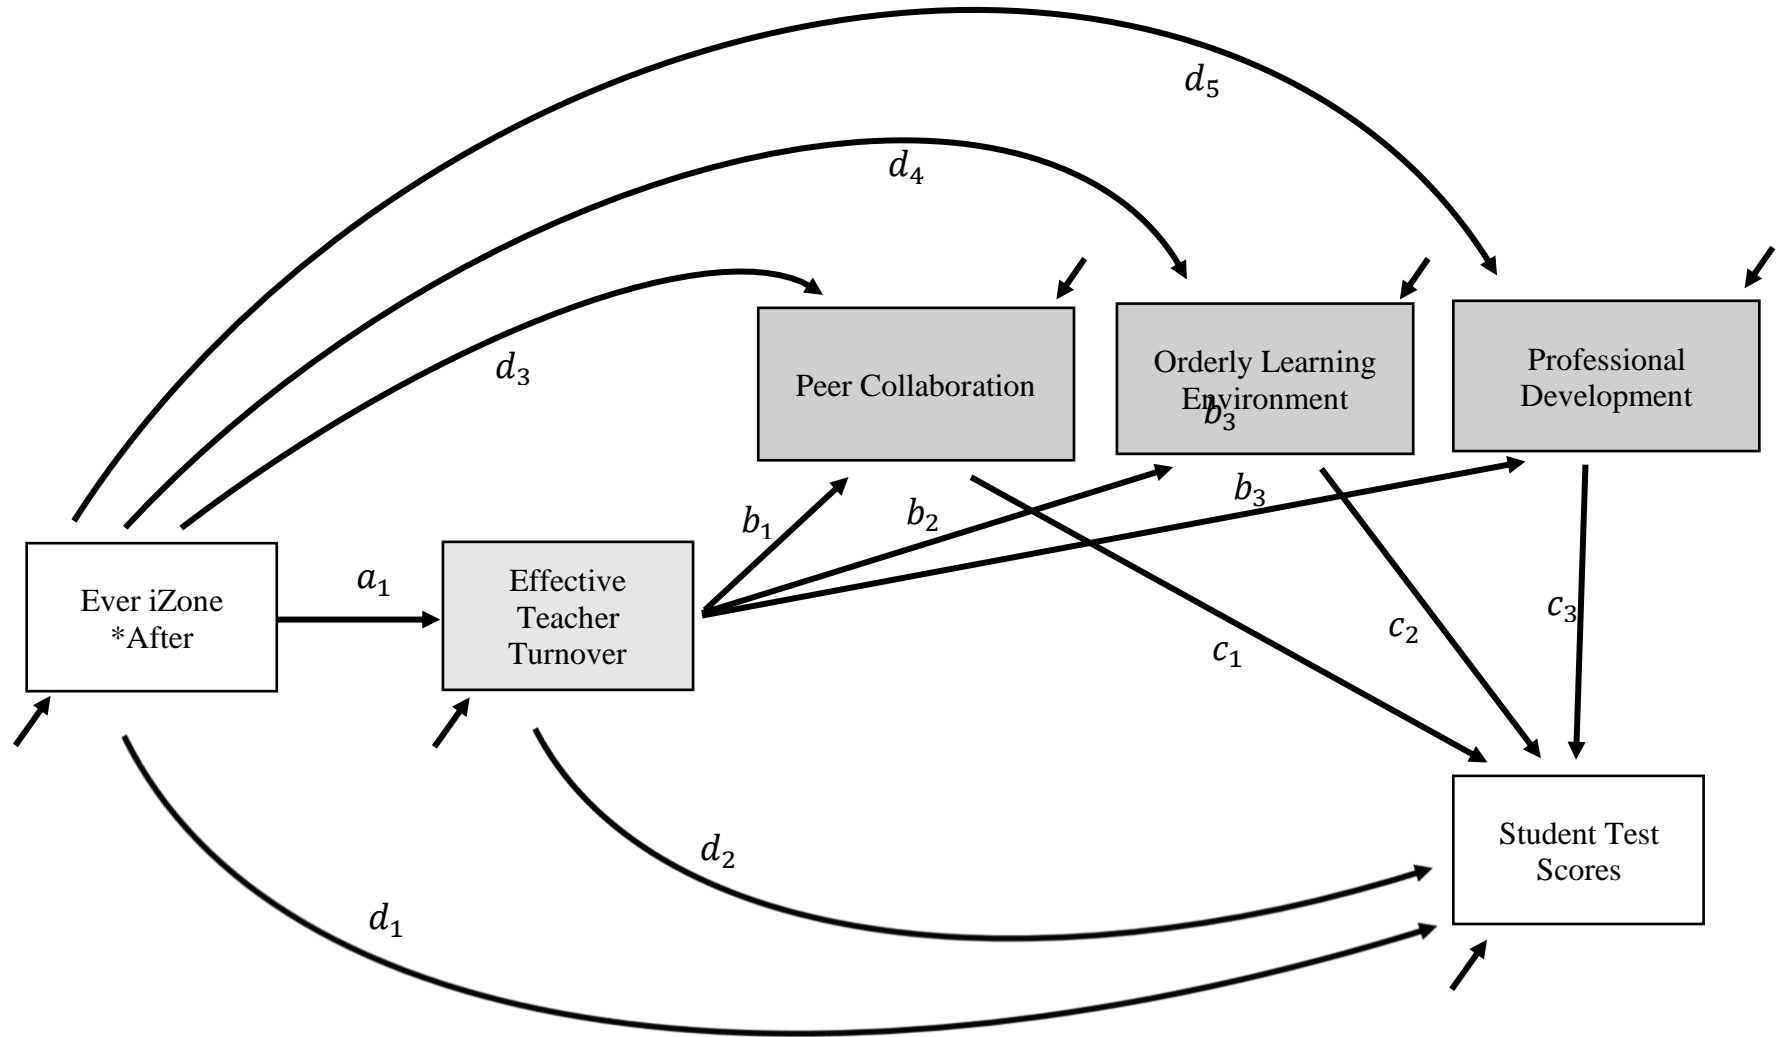 d₅
d₄
d₃
Peer Collaboration
Orderly Learning
Environment
b₃
Professional
Development
b₁
b₂
b₃
a₁
Ever iZone
*After
Effective
Teacher
Turnover
c₁
c₂
c₃
d₂
d₁
Student Test
Scores